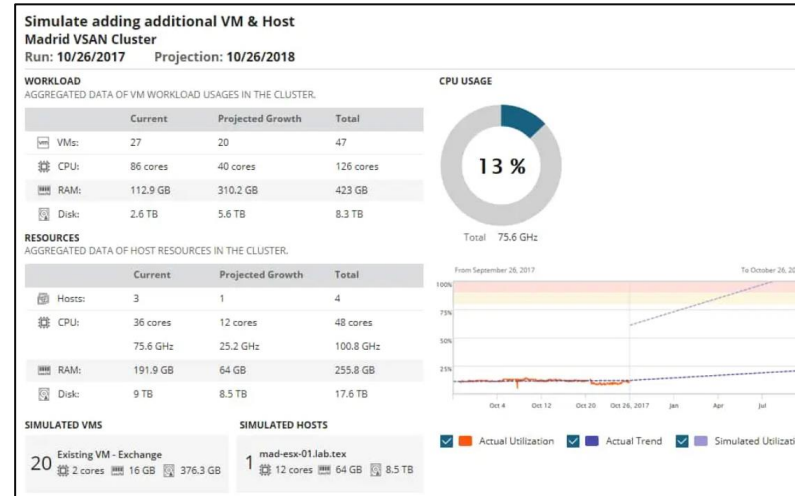 Simulate adding additional VM & Host
Madrid VSAN Cluster
Run: 10/26/2017 Projection: 10/26/2018
WORKLOAD
AGGREGATED DATA OF VM WORKLOAD USAGES IN THE CLUSTER.
Current Projected Growth Total
VMs: 27 20 47
CPU: 86 cores 40 cores 126 cores
RAM: 112.9 GB 310.2 GB 423 GB
Disk: 2.6 TB 5.6 TB 8.3 TB
RESOURCES
AGGREGATED DATA OF HOST RESOURCES IN THE CLUSTER.
Current Projected Growth Total
Hosts: 3 1 4
CPU: 36 cores 12 cores 48 cores
75.6 GHz 25.2 GHz 100.8 GHz
RAM: 191.9 GB 64 GB 255.8 GB
Disk: 9 TB 8.5 TB 17.6 TB
SIMULATED VMS
20 Existing VM - Exchange
2 cores 16 GB 376.3 GB
SIMULATED HOSTS
1 mad-esx-01.lab.tex
12 cores 64 GB 8.5 TB
CPU USAGE
13 %
Total 75.6 GHz
From September 26, 2017 To October 26, 20
100%
75%
50%
25%
Oct 4 Oct 12 Oct 20 Oct 26, 2017 Jan Apr Jul
Actual Utilization Actual Trend Simulated Utilizati